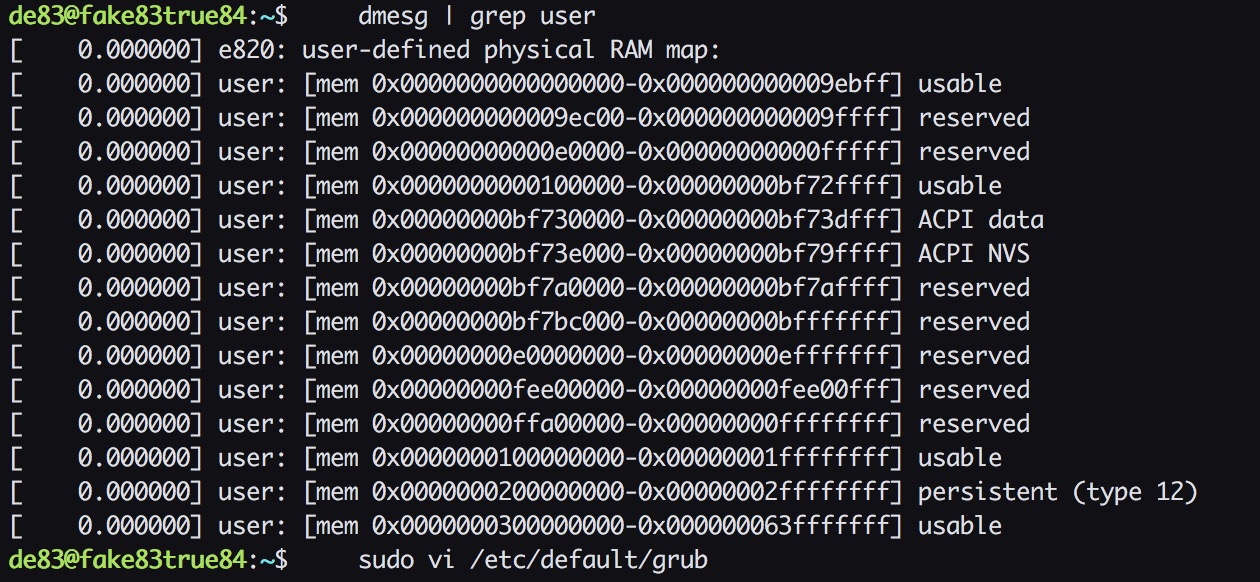 de83@fake83true84:~$     dmesg | grep user
[    0.000000] e820: user-defined physical RAM map:
[    0.000000] user: [mem 0x0000000000000000-0x000000000009ebff] usable
[    0.000000] user: [mem 0x000000000009ec00-0x000000000009ffff] reserved
[    0.000000] user: [mem 0x00000000000e0000-0x00000000000fffff] reserved
[    0.000000] user: [mem 0x0000000000100000-0x00000000bf72ffff] usable
[    0.000000] user: [mem 0x00000000bf730000-0x00000000bf73dfff] ACPI data
[    0.000000] user: [mem 0x00000000bf73e000-0x00000000bf79ffff] ACPI NVS
[    0.000000] user: [mem 0x00000000bf7a0000-0x00000000bf7affff] reserved
[    0.000000] user: [mem 0x00000000bf7bc000-0x00000000bfffffff] reserved
[    0.000000] user: [mem 0x00000000e0000000-0x00000000efffffff] reserved
[    0.000000] user: [mem 0x00000000fee00000-0x00000000fee00fff] reserved
[    0.000000] user: [mem 0x00000000ffa00000-0x00000000ffffffff] reserved
[    0.000000] user: [mem 0x0000000100000000-0x00000001ffffffff] usable
[    0.000000] user: [mem 0x0000000200000000-0x00000002ffffffff] persistent (type 12)
[    0.000000] user: [mem 0x0000000300000000-0x000000063fffffff] usable
de83@fake83true84:~$     sudo vi /etc/default/grub